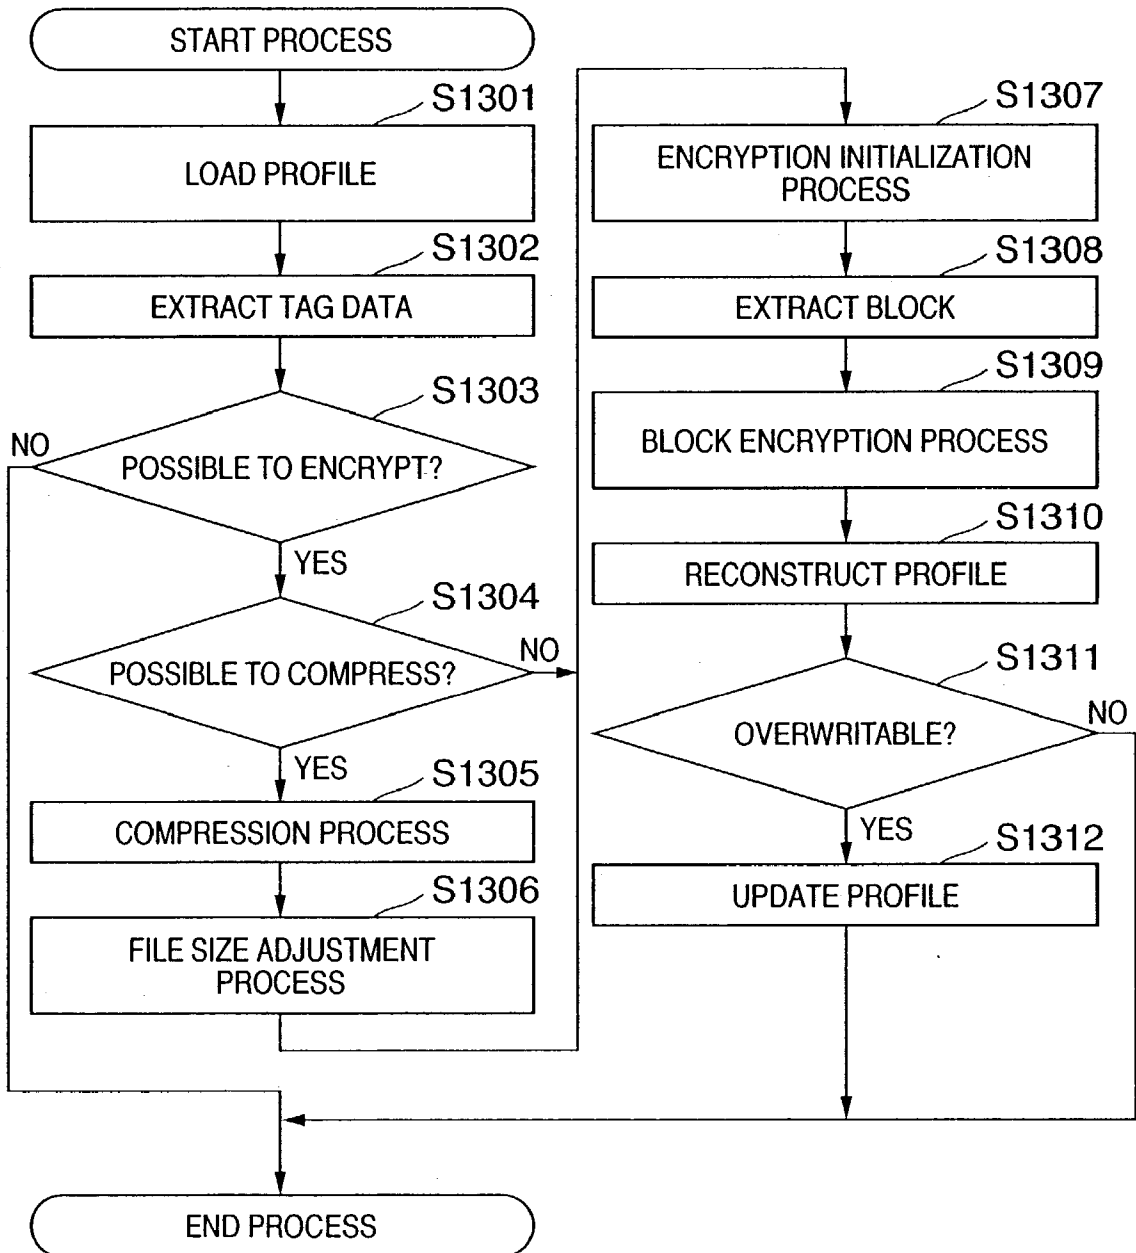 START PROCESS
S1301
LOAD PROFILE
S1302
EXTRACT TAG DATA
S1303
NO
POSSIBLE TO ENCRYPT?
YES
S1304
NO
POSSIBLE TO COMPRESS?
YES
S1305
COMPRESSION PROCESS
S1306
FILE SIZE ADJUSTMENT
PROCESS
S1307
ENCRYPTION INITIALIZATION
PROCESS
S1308
EXTRACT BLOCK
S1309
BLOCK ENCRYPTION PROCESS
S1310
RECONSTRUCT PROFILE
S1311
NO
OVERWRITABLE?
YES
S1312
UPDATE PROFILE
END PROCESS